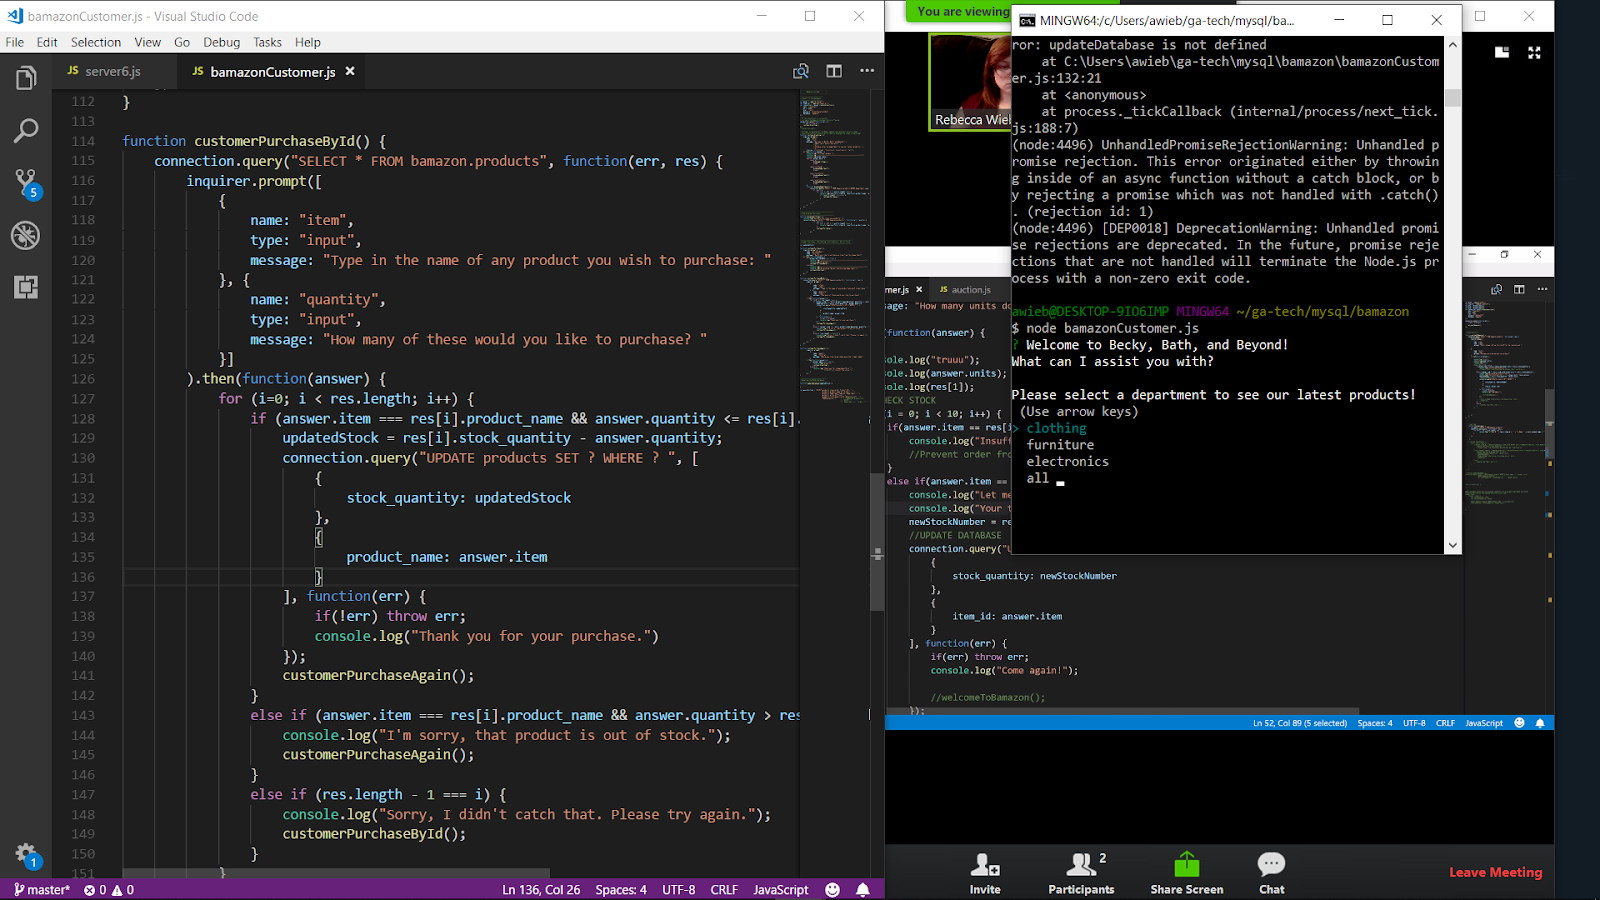 bamazonCustomer.js - Visual Studio Code
File Edit Selection View Go Debug Tasks Help
JS server6.js JS bamazonCustomer.js ×
112 }
113
114 function customerPurchaseById() {
115 connection.query("SELECT * FROM bamazon.products", function(err, res) {
116 inquirer.prompt([
117 {
118 name: "item",
119 type: "input",
120 message: "Type in the name of any product you wish to purchase: "
121 }, {
122 name: "quantity",
123 type: "input",
124 message: "How many of these would you like to purchase? "
125 }]
126 ).then(function(answer) {
127 for (i=0; i < res.length; i++) {
128 if (answer.item === res[i].product_name && answer.quantity <= res[i].
129 updatedStock = res[i].stock_quantity - answer.quantity;
130 connection.query("UPDATE products SET ? WHERE ? ", [
131 {
132 stock_quantity: updatedStock
133 },
134 {
135 product_name: answer.item
136 }
137 ], function(err) {
138 if(!err) throw err;
139 console.log("Thank you for your purchase.")
140 });
141 customerPurchaseAgain();
142 }
143 else if (answer.item === res[i].product_name && answer.quantity > res
144 console.log("I'm sorry, that product is out of stock.");
145 customerPurchaseAgain();
146 }
147 else if (res.length - 1 === i) {
148 console.log("Sorry, I didn't catch that. Please try again.");
149 customerPurchaseById();
150 }
151 }
5
1
master* 0 0 Ln 136, Col 26 Spaces: 4 UTF-8 CRLF JavaScript
You are viewing
Rebecca Wieb
MINGW64:/c/Users/awieb/ga-tech/mysql/ba...
ror: updateDatabase is not defined
at C:\Users\awieb\ga-tech\mysql\bamazon\bamazonCustom
er.js:132:21
at <anonymous>
at process._tickCallback (internal/process/next_tick.
js:188:7)
(node:4496) UnhandledPromiseRejectionWarning: Unhandled p
romise rejection. This error originated either by throwin
g inside of an async function without a catch block, or b
y rejecting a promise which was not handled with .catch()
. (rejection id: 1)
(node:4496) [DEP0018] DeprecationWarning: Unhandled promi
se rejections are deprecated. In the future, promise reje
ctions that are not handled will terminate the Node.js pr
ocess with a non-zero exit code.
awieb@DESKTOP-9IO6IMP MINGW64 ~/ga-tech/mysql/bamazon
$ node bamazonCustomer.js
? Welcome to Becky, Bath, and Beyond!
What can I assist you with?
Please select a department to see our latest products!
(Use arrow keys)
> clothing
furniture
electronics
all
mer.js × JS auction.js
sage: "How many units do
function(answer) {
sole.log("truuu");
sole.log(answer.units);
sole.log(res[1]);
HECK STOCK
(i = 0; i < 10; i++) {
if(answer.item == res[i
console.log("Insuff
//Prevent order fro
}
else if(answer.item ==
console.log("Let me
console.log("Your t
newStockNumber = re
//UPDATE DATABASE
connection.query("U
{
stock_quantity: newStockNumber
},
{
item_id: answer.item
}
], function(err) {
if(err) throw err;
console.log("Come again!");
//welcomeToBamazon();
});
Ln 52, Col 89 (5 selected) Spaces: 4 UTF-8 CRLF JavaScript
2
Invite Participants Share Screen Chat Leave Meeting